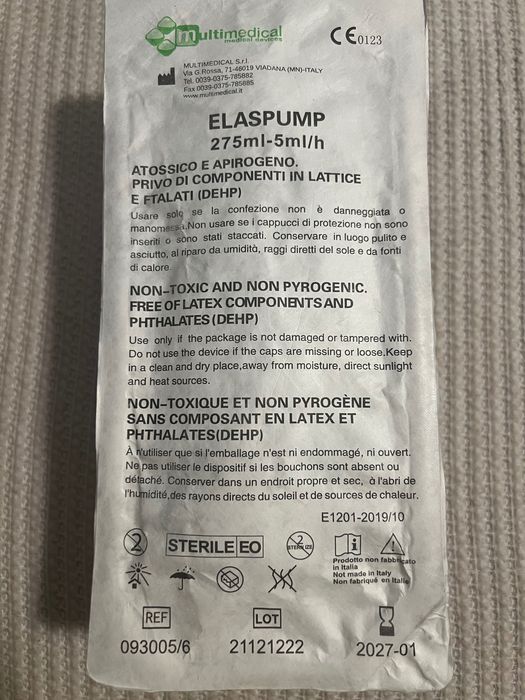 multimedical
medical devices
CE0123
MULTIMEDICAL S.r.l.
Via G.Rossa, 71-46019 VIADANA (MN)-ITALY
Tel. 0039-0375-785882
Fax 0039-0375-785885
www.multimedical.it
ELASPUMP
275ml-5ml/h
ATOSSICO E APIROGENO.
PRIVO DI COMPONENTI IN LATTICE
E FTALATI (DEHP)
Usare solo se la confezione non è danneggiata o
manomessa.Non usare se i cappucci di protezione non sono
inseriti o sono stati staccati. Conservare in luogo pulito e
asciutto, al riparo da umidità, raggi diretti del sole e da fonti
di calore.
NON-TOXIC AND NON PYROGENIC.
FREE OF LATEX COMPONENTS AND
PHTHALATES (DEHP)
Use only if the package is not damaged or tampered with.
Do not use the device if the caps are missing or loose.Keep
in a clean and dry place,away from moisture, direct sunlight
and heat sources.
NON-TOXIQUE ET NON PYROGÈNE
SANS COMPOSANT EN LATEX ET
PHTHALATES(DEHP)
À n'utiliser que si l'emballage n'est ni endommagé, ni ouvert.
Ne pas utiliser le dispositif si les bouchons sont absent ou
détaché. Conserver dans un endroit propre et sec, à l'abri de
l'humidité,des rayons directs du soleil et de sources de chaleur.
E1201-2019/10
2 STERILE EO 2 STERILIZE
Prodotto non fabbricato
in Italia
Not made in Italy
Non fabriqué en Italie
REF LOT
093005/6 21121222 2027-01